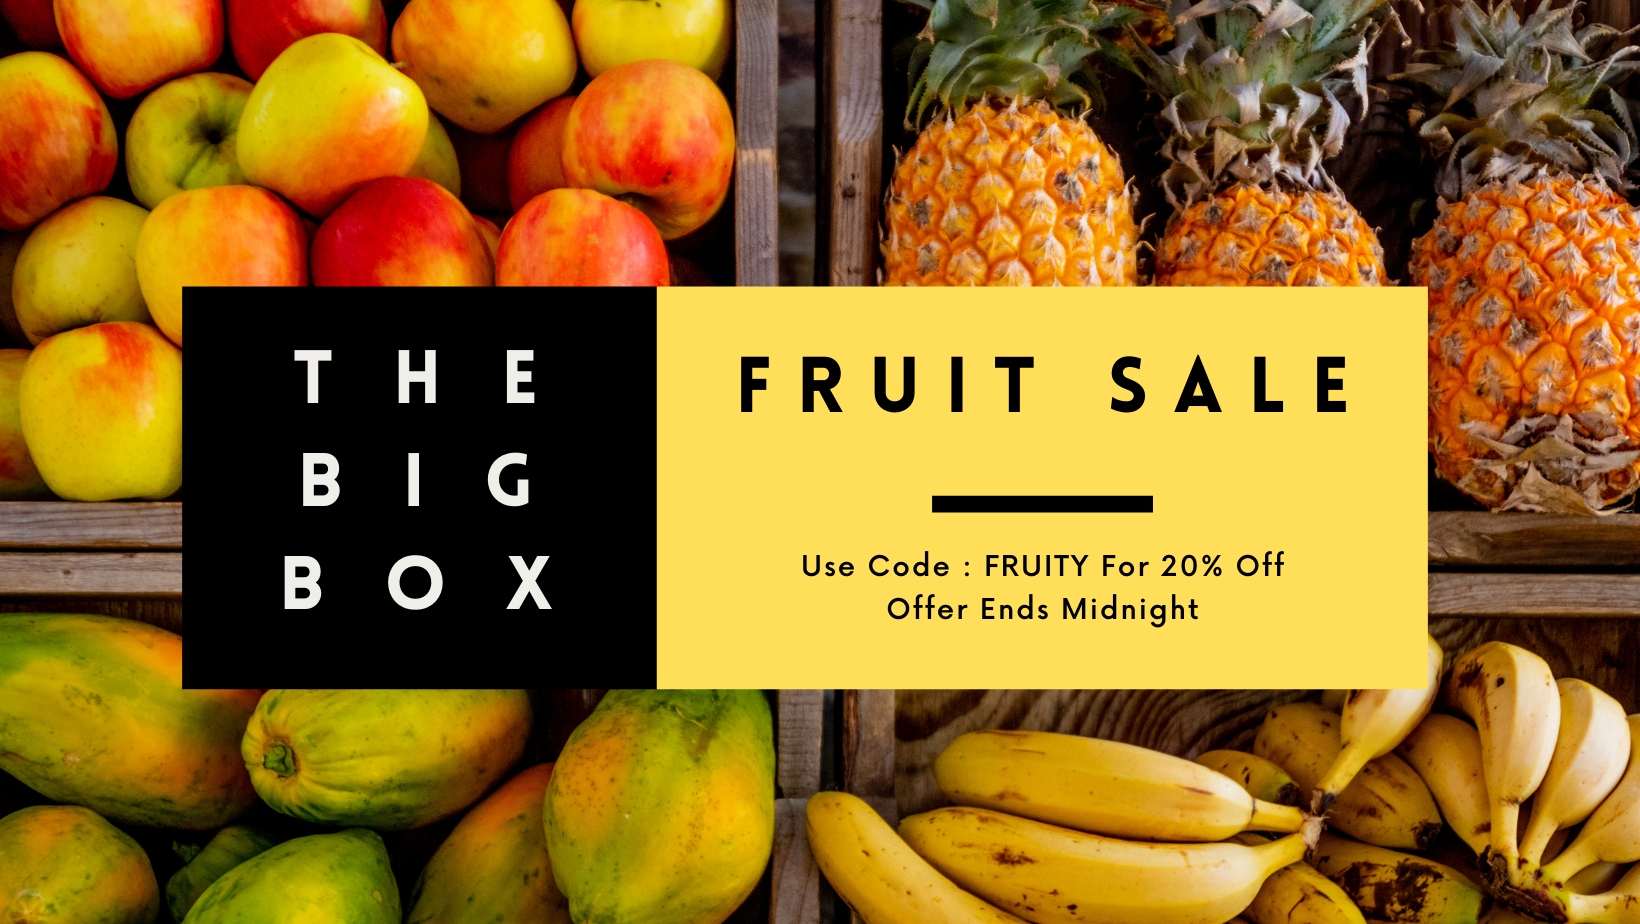 THE
BIG
BOX
FRUIT SALE
Use Code : FRUITY For 20% Off
Offer Ends Midnight